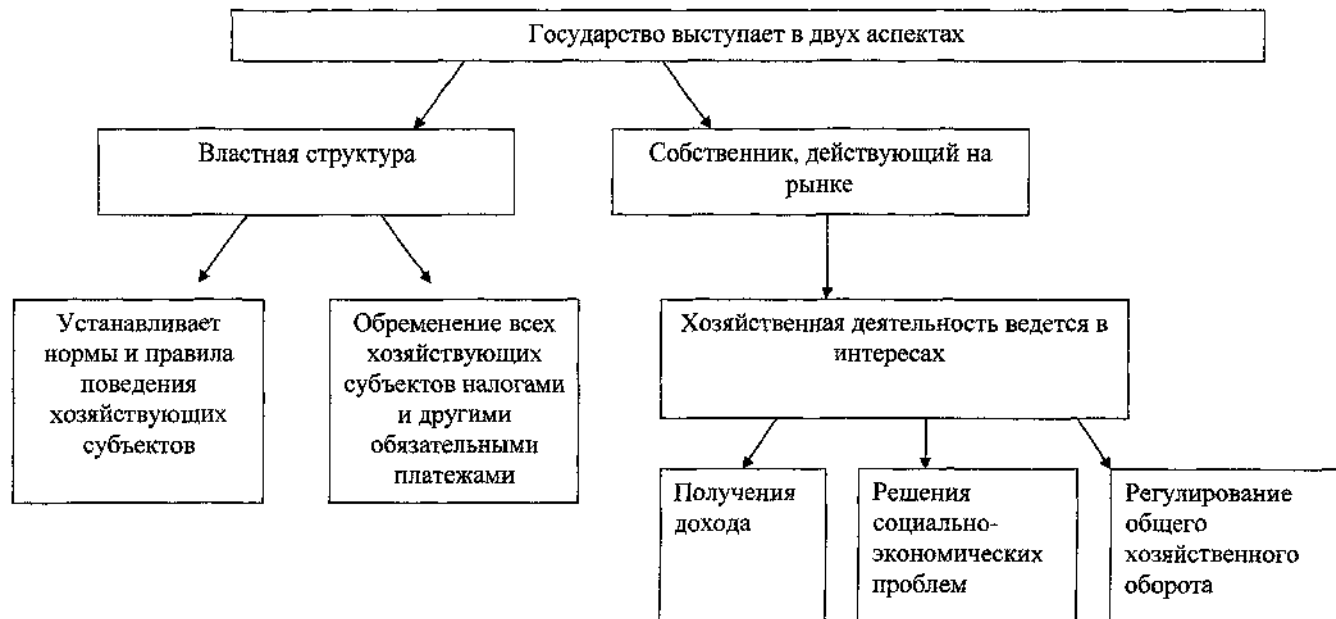 Государство выступает в двух аспектах
Властная структура
Собственник, действующий на
рынке
Устанавливает
нормы и правила
поведения
хозяйствующих
субъектов
Обременение всех
хозяйствующих
субъектов налогами
и другими
обязательными
платежами
Хозяйственная деятельность ведется в
интересах
Получения
дохода
Решения
социально-
экономических
проблем
Регулирование
общего
хозяйственного
оборота